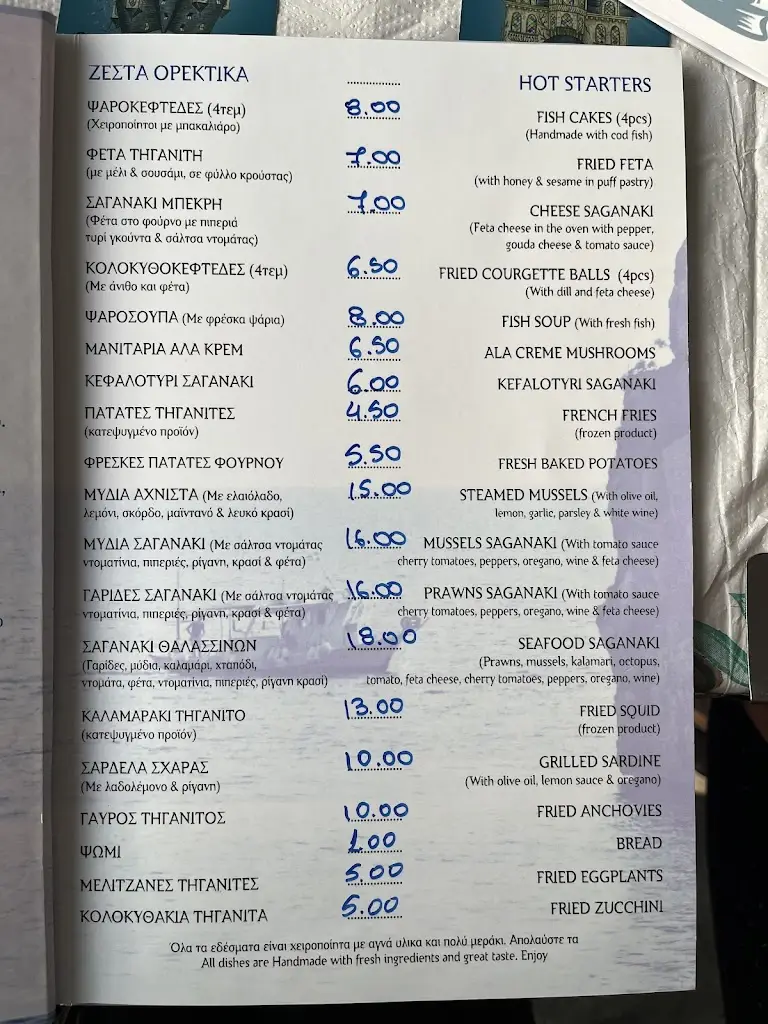 ΖΕΣΤΑ ΟΡΕΚΤΙΚΑ ............ HOT STARTERS
ΨΑΡΟΚΕΦΤΕΔΕΣ (4τεμ) 8.00 FISH CAKES (4pcs)
(Χειροποίητοι με μπακαλιάρο) (Handmade with cod fish)
ΦΕΤΑ ΤΗΓΑΝΙΤΗ 7.00 FRIED FETA
(με μέλι & σουσάμι, σε φύλλο κρούστας) (with honey & sesame in puff pastry)
ΣΑΓΑΝΑΚΙ ΜΠΕΚΡΗ 7.00 CHEESE SAGANAKI
(Φέτα στο φούρνο με πιπεριά (Feta cheese in the oven with pepper,
τυρί γκούντα & σάλτσα ντομάτας) gouda cheese & tomato sauce)
ΚΟΛΟΚΥΘΟΚΕΦΤΕΔΕΣ (4τεμ) 6.50 FRIED COURGETTE BALLS (4pcs)
(Με άνιθο και φέτα) (With dill and feta cheese)
ΨΑΡΟΣΟΥΠΑ (Με φρέσκα ψάρια) 8.00 FISH SOUP (With fresh fish)
ΜΑΝΙΤΑΡΙΑ ΑΛΑ ΚΡΕΜ 6.50 ALA CREME MUSHROOMS
ΚΕΦΑΛΟΤΥΡΙ ΣΑΓΑΝΑΚΙ 6.00 KEFALOTYRI SAGANAKI
ΠΑΤΑΤΕΣ ΤΗΓΑΝΙΤΕΣ 4.50 FRENCH FRIES
(κατεψυγμένο προϊόν) (frozen product)
ΦΡΕΣΚΕΣ ΠΑΤΑΤΕΣ ΦΟΥΡΝΟΥ 5.50 FRESH BAKED POTATOES
ΜΥΔΙΑ ΑΧΝΙΣΤΑ (Με ελαιόλαδο, 15.00 STEAMED MUSSELS (With olive oil,
λεμόνι, σκόρδο, μαϊντανό & λευκό κρασί) lemon, garlic, parsley & white wine)
ΜΥΔΙΑ ΣΑΓΑΝΑΚΙ (Με σάλτσα ντομάτας 16.00 MUSSELS SAGANAKI (With tomato sauce
ντοματίνια, πιπεριές, ρίγανη, κρασί & φέτα) cherry tomatoes, peppers, oregano, wine & feta cheese)
ΓΑΡΙΔΕΣ ΣΑΓΑΝΑΚΙ (Με σάλτσα ντομάτας 16.00 PRAWNS SAGANAKI (With tomato sauce
ντοματίνια, πιπεριές, ρίγανη, κρασί & φέτα) cherry tomatoes, peppers, oregano, wine & feta cheese)
ΣΑΓΑΝΑΚΙ ΘΑΛΑΣΣΙΝΩΝ 18.00 SEAFOOD SAGANAKI
(Γαρίδες, μύδια, καλαμάρι, χταπόδι, (Prawns, mussels, kalamari, octopus,
ντομάτα, φέτα, ντοματίνια, πιπεριές, ρίγανη κρασί) tomato, feta cheese, cherry tomatoes, peppers, oregano, wine)
ΚΑΛΑΜΑΡΑΚΙ ΤΗΓΑΝΙΤΟ 13.00 FRIED SQUID
(κατεψυγμένο προϊόν) (frozen product)
ΣΑΡΔΕΛΑ ΣΧΑΡΑΣ 10.00 GRILLED SARDINE
(Με λαδολέμονο & ρίγανη) (With olive oil, lemon sauce & oregano)
ΓΑΥΡΟΣ ΤΗΓΑΝΙΤΟΣ 10.00 FRIED ANCHOVIES
ΨΩΜΙ 1.00 BREAD
ΜΕΛΙΤΖΑΝΕΣ ΤΗΓΑΝΙΤΕΣ 5.00 FRIED EGGPLANTS
ΚΟΛΟΚΥΘΑΚΙΑ ΤΗΓΑΝΙΤΑ 5.00 FRIED ZUCCHINI
Όλα τα εδέσματα είναι χειροποίητα με αγνά υλικα και πολύ μεράκι. Απολαύστε τα
All dishes are Handmade with fresh ingredients and great taste. Enjoy